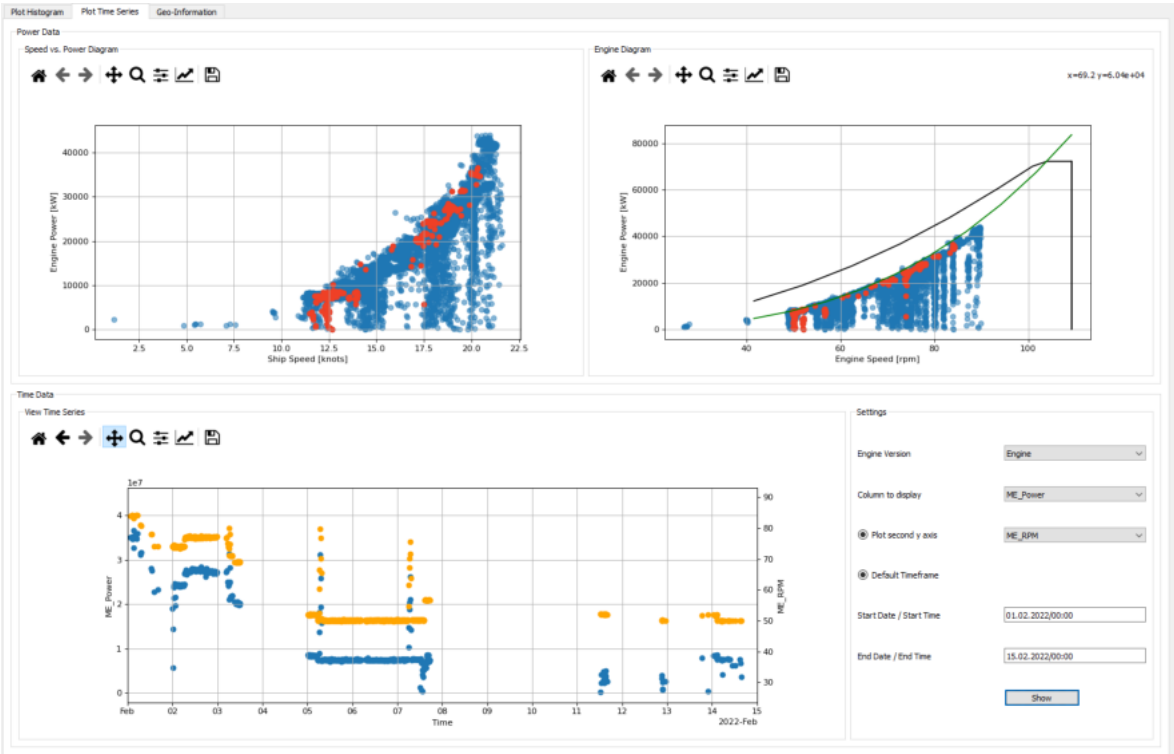 Plot Histogram Plot Time Series Geo-Information
Power Data
Speed vs. Power Diagram
Engine Power [kW]
40000
30000
20000
10000
0
2.5 5.0 7.5 10.0 12.5 15.0 17.5 20.0 22.5
Ship Speed [knots]
Engine Diagram
x=69.2 y=6.04e+04
Engine Power [kW]
80000
60000
40000
20000
0
40 60 80 100
Engine Speed [rpm]
Time Data
View Time Series
1e7
ME_Power
4
3
2
1
0
90
80
70
60
50
40
30
ME_RPM
Feb 02 03 04 05 06 07 08 09 10 11 12 13 14 15
Time
2022-Feb
Settings
Engine Version Engine
Column to display ME_Power
Plot second y axis ME_RPM
Default Timeframe
Start Date / Start Time 01.02.2022/00:00
End Date / End Time 15.02.2022/00:00
Show